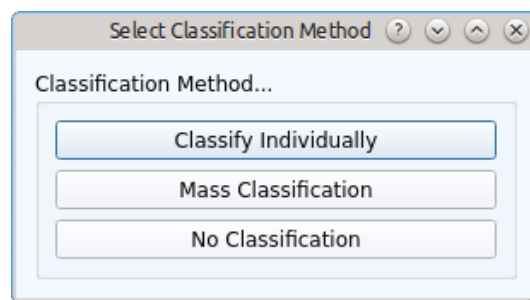 Select Classification Method
Classification Method...
Classify Individually
Mass Classification
No Classification